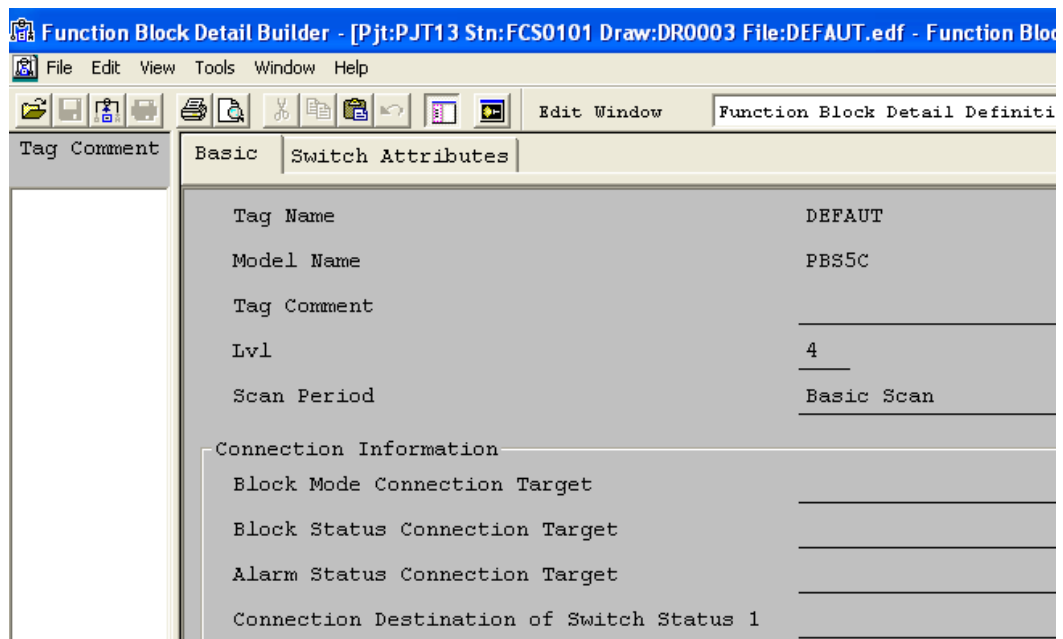 Function Block Detail Builder - [Pjt:PJT13 Stn:FCS0101 Draw:DR0003 File:DEFAUT.edf - Function Bloc
File Edit View Tools Window Help
Edit Window Function Block Detail Definiti
Tag Comment Basic Switch Attributes
Tag Name DEFAUT
Model Name PBS5C
Tag Comment
Lvl 4
Scan Period Basic Scan
Connection Information
Block Mode Connection Target
Block Status Connection Target
Alarm Status Connection Target
Connection Destination of Switch Status 1